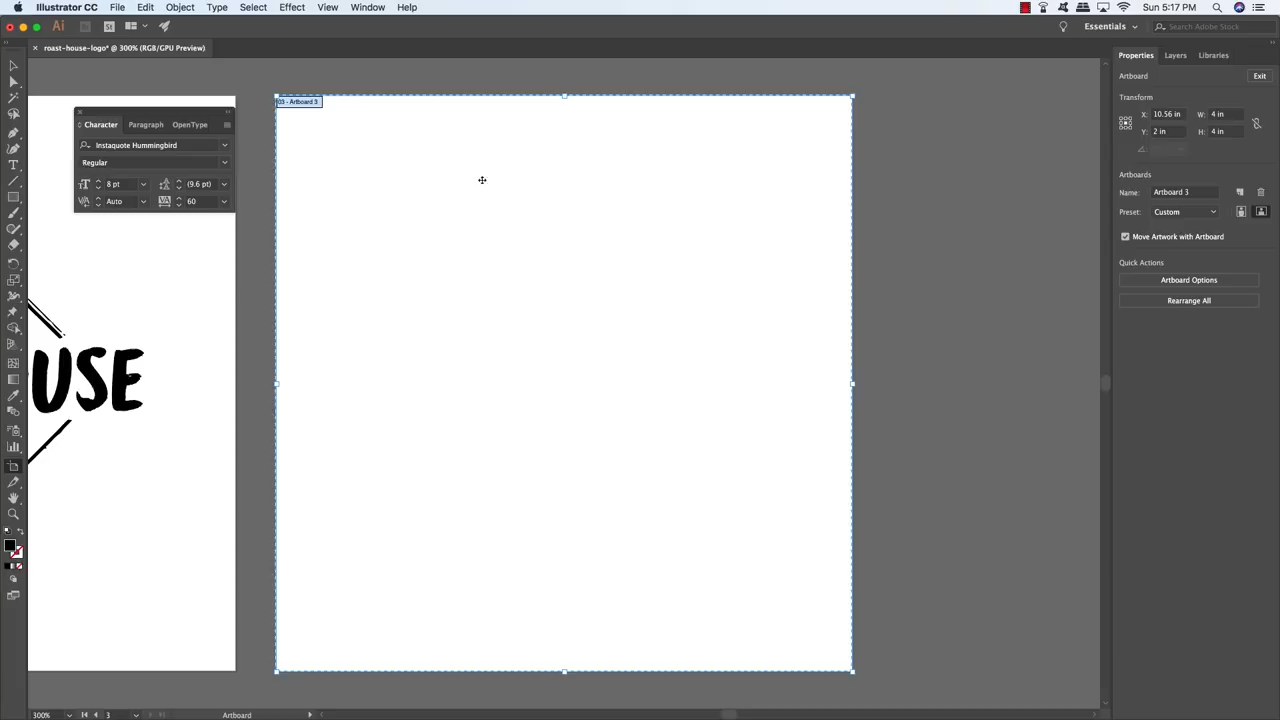 Illustrator CC File Edit Object Type Select Effect View Window Help Sun 5:17 PM
Ai Br St Essentials Search Adobe Stock
× roast-house-logo* @ 300% (RGB/GPU Preview)
Properties Layers Libraries
Artboard Exit
Transform
X: 10.56 in W: 4 in
Y: 2 in H: 4 in
Artboards
Name: Artboard 3
Preset: Custom
Move Artwork with Artboard
Quick Actions
Artboard Options
Rearrange All
03 - Artboard 3
Character Paragraph OpenType
Instaquote Hummingbird
Regular
8 pt (9.6 pt)
Auto 60
OUSE
300% 3 Artboard